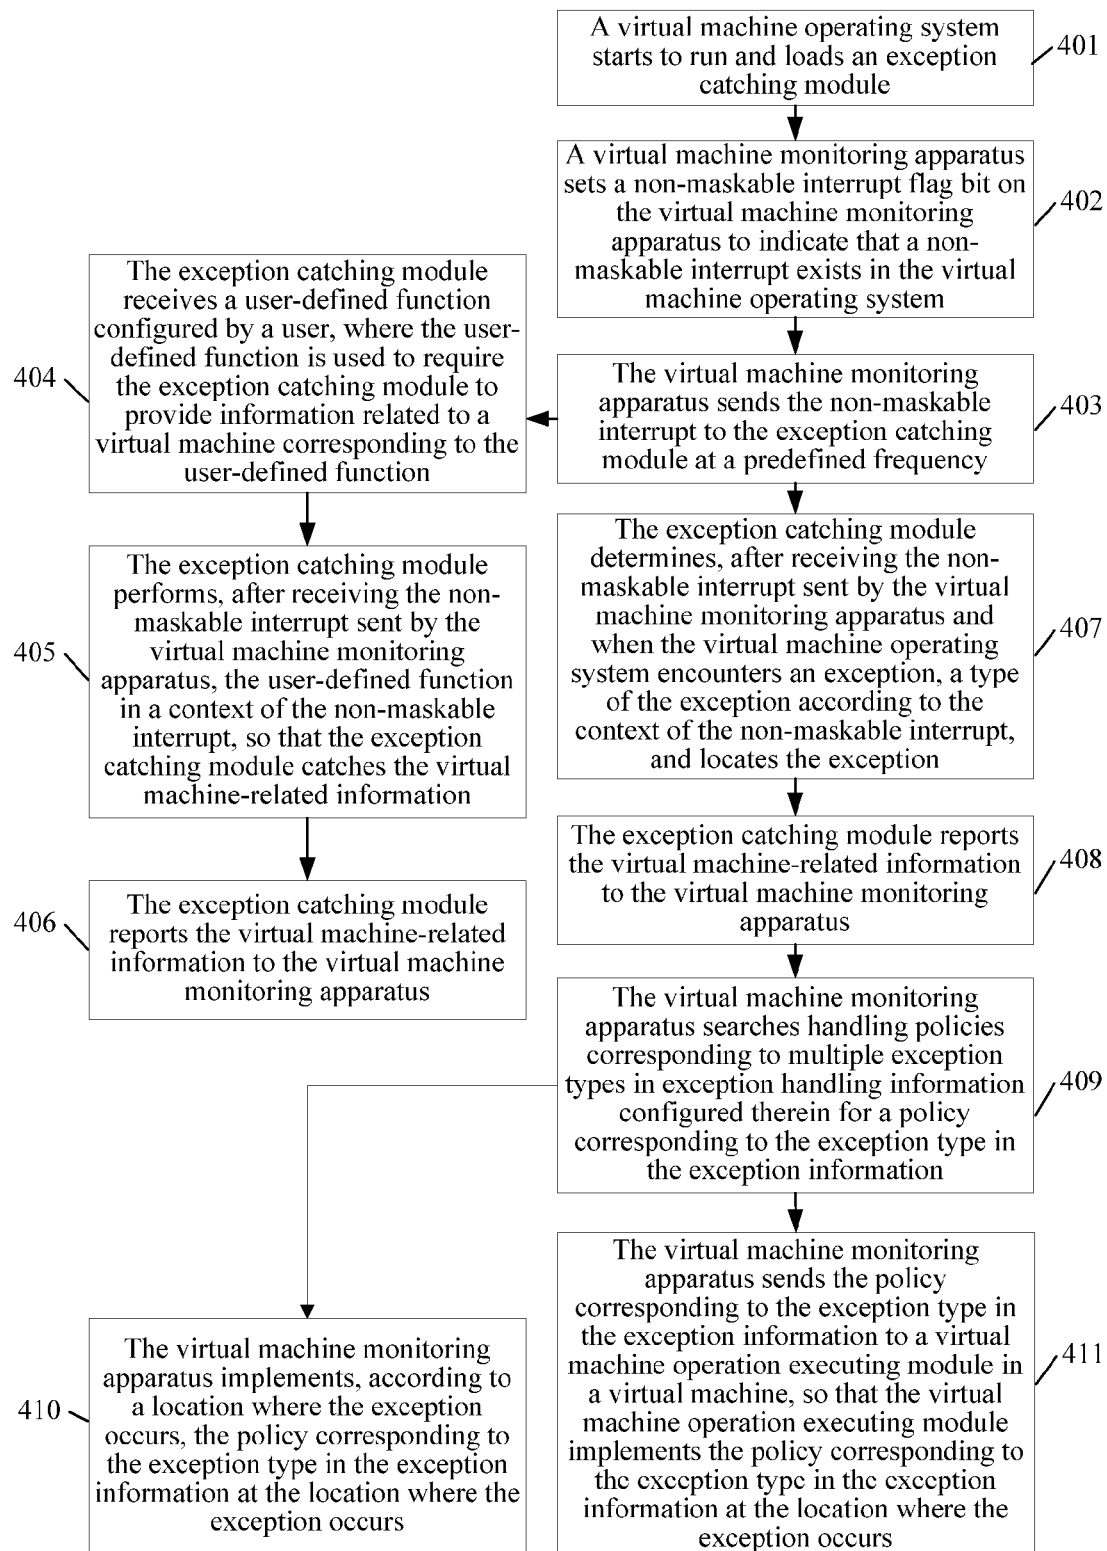 A virtual machine operating system
starts to run and loads an exception
catching module
401
A virtual machine monitoring apparatus
sets a non-maskable interrupt flag bit on
the virtual machine monitoring
apparatus to indicate that a non-
maskable interrupt exists in the virtual
machine operating system
402
The virtual machine monitoring
apparatus sends the non-maskable
interrupt to the exception catching
module at a predefined frequency
403
The exception catching module
receives a user-defined function
configured by a user, where the user-
defined function is used to require
the exception catching module to
provide information related to a
virtual machine corresponding to the
user-defined function
404
The exception catching module
performs, after receiving the non-
maskable interrupt sent by the
virtual machine monitoring
apparatus, the user-defined function
in a context of the non-maskable
interrupt, so that the exception
catching module catches the virtual
machine-related information
405
The exception catching module
reports the virtual machine-related
information to the virtual machine
monitoring apparatus
406
The exception catching module
determines, after receiving the non-
maskable interrupt sent by the virtual
machine monitoring apparatus and
when the virtual machine operating
system encounters an exception, a type
of the exception according to the
context of the non-maskable interrupt,
and locates the exception
407
The exception catching module reports
the virtual machine-related information
to the virtual machine monitoring
apparatus
408
The virtual machine monitoring
apparatus searches handling policies
corresponding to multiple exception
types in exception handling information
configured therein for a policy
corresponding to the exception type in
the exception information
409
The virtual machine monitoring
apparatus implements, according to
a location where the exception
occurs, the policy corresponding to
the exception type in the exception
information at the location where the
exception occurs
410
The virtual machine monitoring
apparatus sends the policy
corresponding to the exception type in
the exception information to a virtual
machine operation executing module in
a virtual machine, so that the virtual
machine operation executing module
implements the policy corresponding to
the exception type in the exception
information at the location where the
exception occurs
411